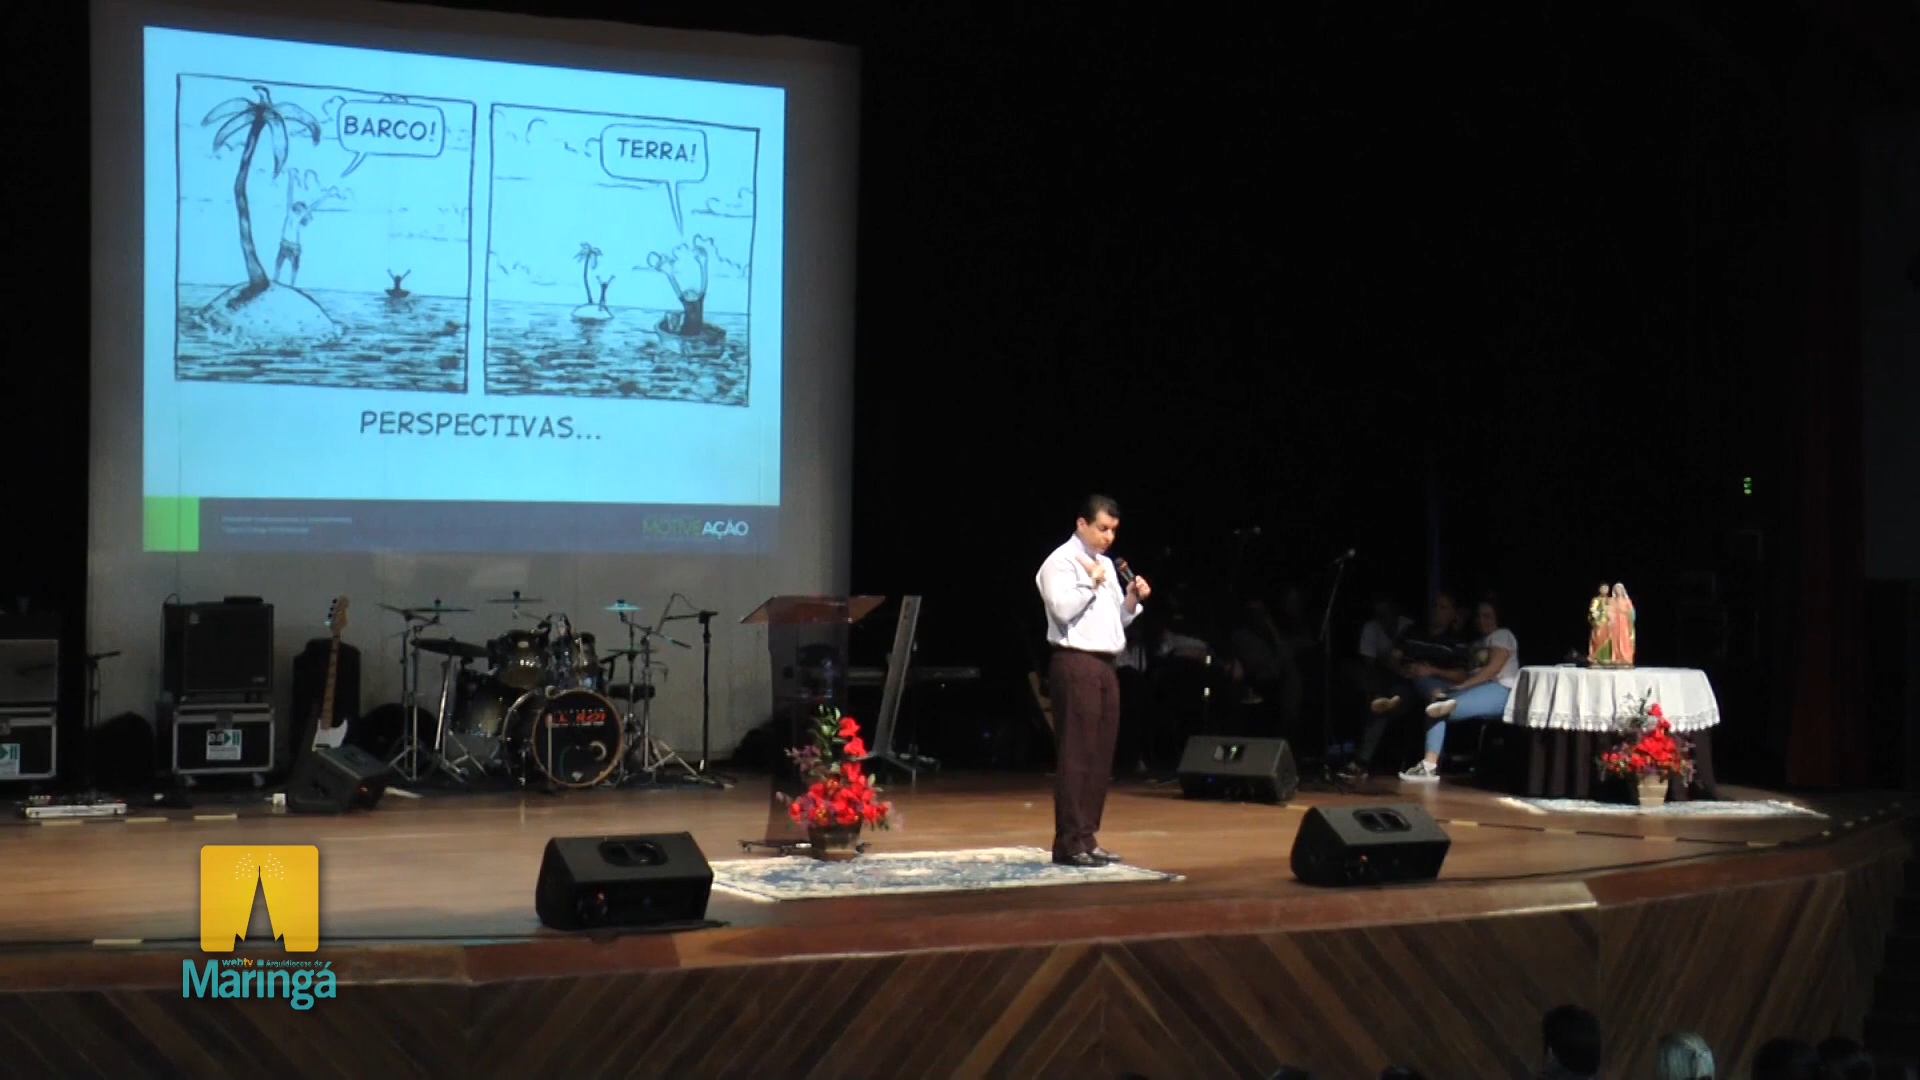 BARCO!
TERRA!
PERSPECTIVAS...
MOTIVEAÇÃO
webtv Arquidiocese de
Maringá